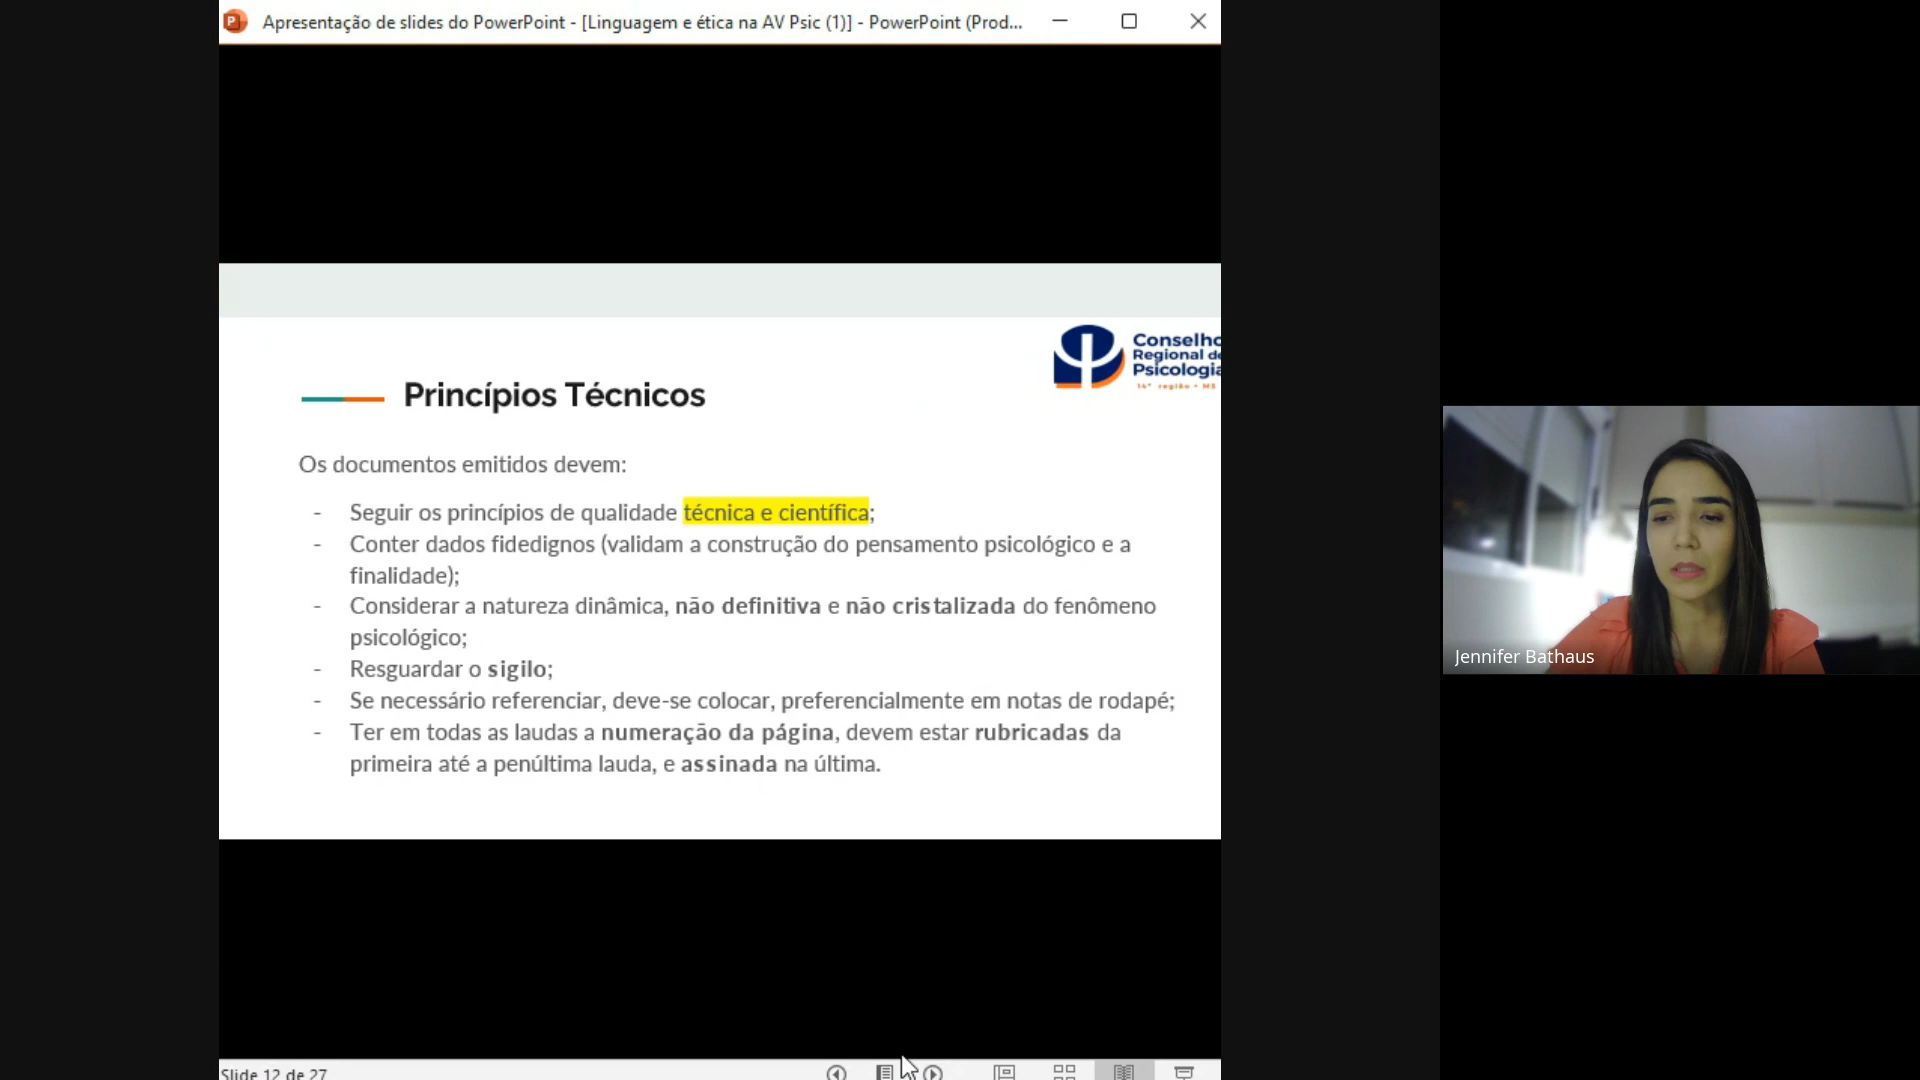 Apresentação de slides do PowerPoint - [Linguagem e ética na AV Psic (1)] - PowerPoint (Prod...
Conselho
Regional de
Psicologia
14ª região • MS
Princípios Técnicos
Os documentos emitidos devem:
- Seguir os princípios de qualidade técnica e científica;
- Conter dados fidedignos (validam a construção do pensamento psicológico e a
finalidade);
- Considerar a natureza dinâmica, não definitiva e não cristalizada do fenômeno
psicológico;
- Resguardar o sigilo;
- Se necessário referenciar, deve-se colocar, preferencialmente em notas de rodapé;
- Ter em todas as laudas a numeração da página, devem estar rubricadas da
primeira até a penúltima lauda, e assinada na última.
Jennifer Bathaus
Slide 12 de 27